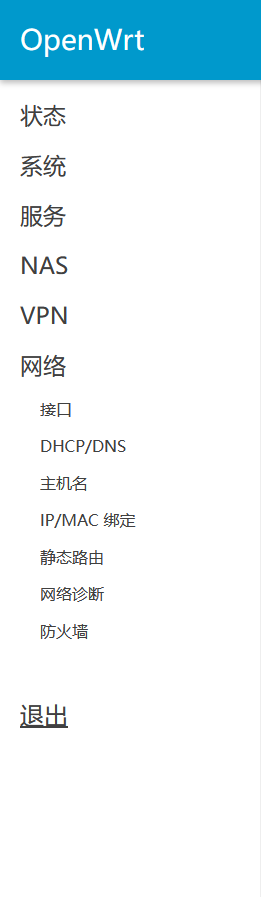 OpenWrt
状态
系统
服务
NAS
VPN
网络
接口
DHCP/DNS
主机名
IP/MAC 绑定
静态路由
网络诊断
防火墙
退出